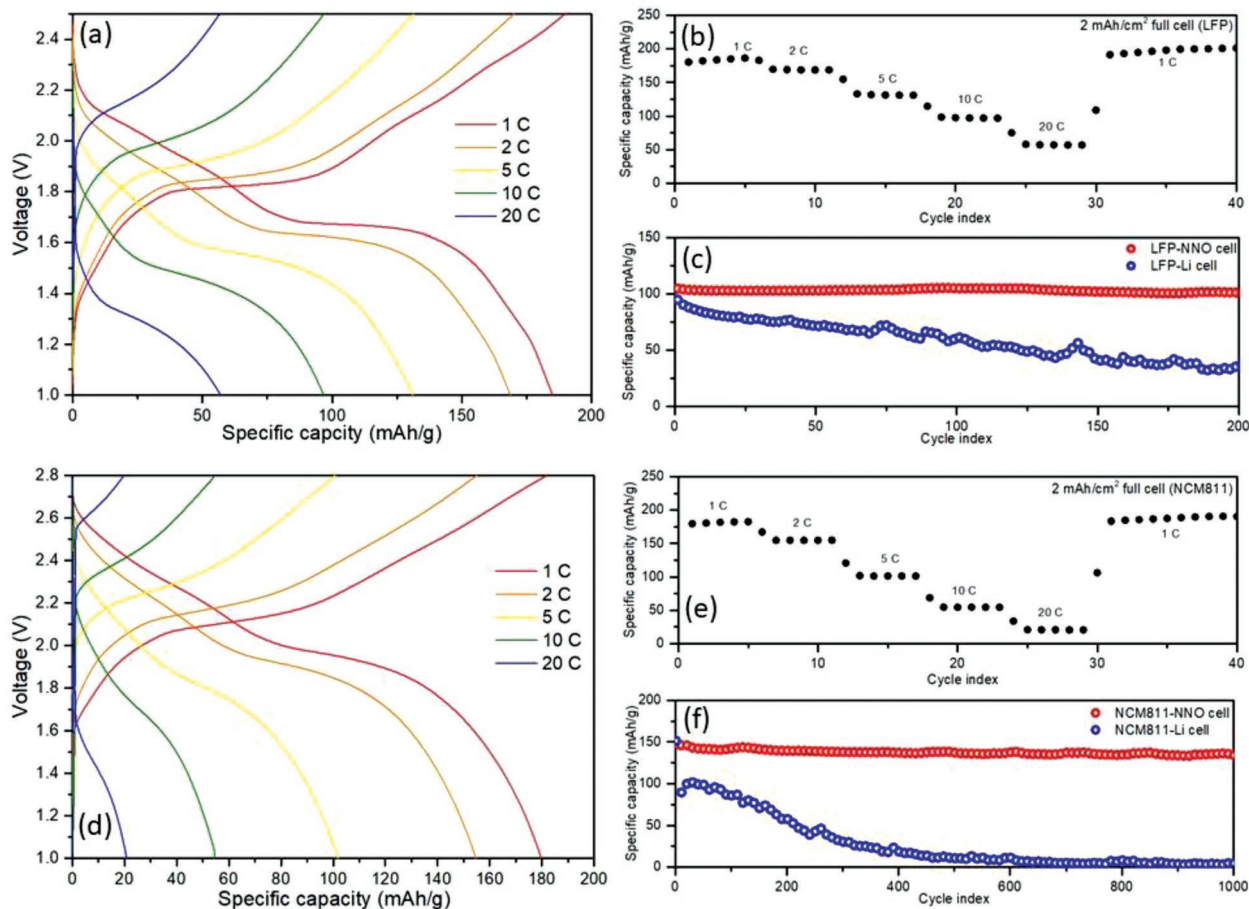 (a)
2.4
2.2
2.0
1.8
1.6
1.4
1.2
1.0
Voltage (V)
1 C
2 C
5 C
10 C
20 C
0 50 100 150 200
Specific capcity (mAh/g)
(b)
2 mAh/cm² full cell (LFP)
250
200
150
100
50
0
Specific capacity (mAh/g)
1 C
2 C
5 C
10 C
20 C
1 C
0 10 20 30 40
Cycle index
(c)
LFP-NNO cell
LFP-Li cell
150
100
50
0
Specific capacity (mAh/g)
0 50 100 150 200
Cycle index
(d)
2.8
2.6
2.4
2.2
2.0
1.8
1.6
1.4
1.2
1.0
Voltage (V)
1 C
2 C
5 C
10 C
20 C
0 20 40 60 80 100 120 140 160 180 200
Specific capacity (mAh/g)
(e)
2 mAh/cm² full cell (NCM811)
250
200
150
100
50
0
Specific capacity (mAh/g)
1 C
2 C
5 C
10 C
20 C
1 C
0 10 20 30 40
Cycle index
(f)
NCM811-NNO cell
NCM811-Li cell
200
150
100
50
0
Specific capacity (mAh/g)
0 200 400 600 800 1000
Cycle index